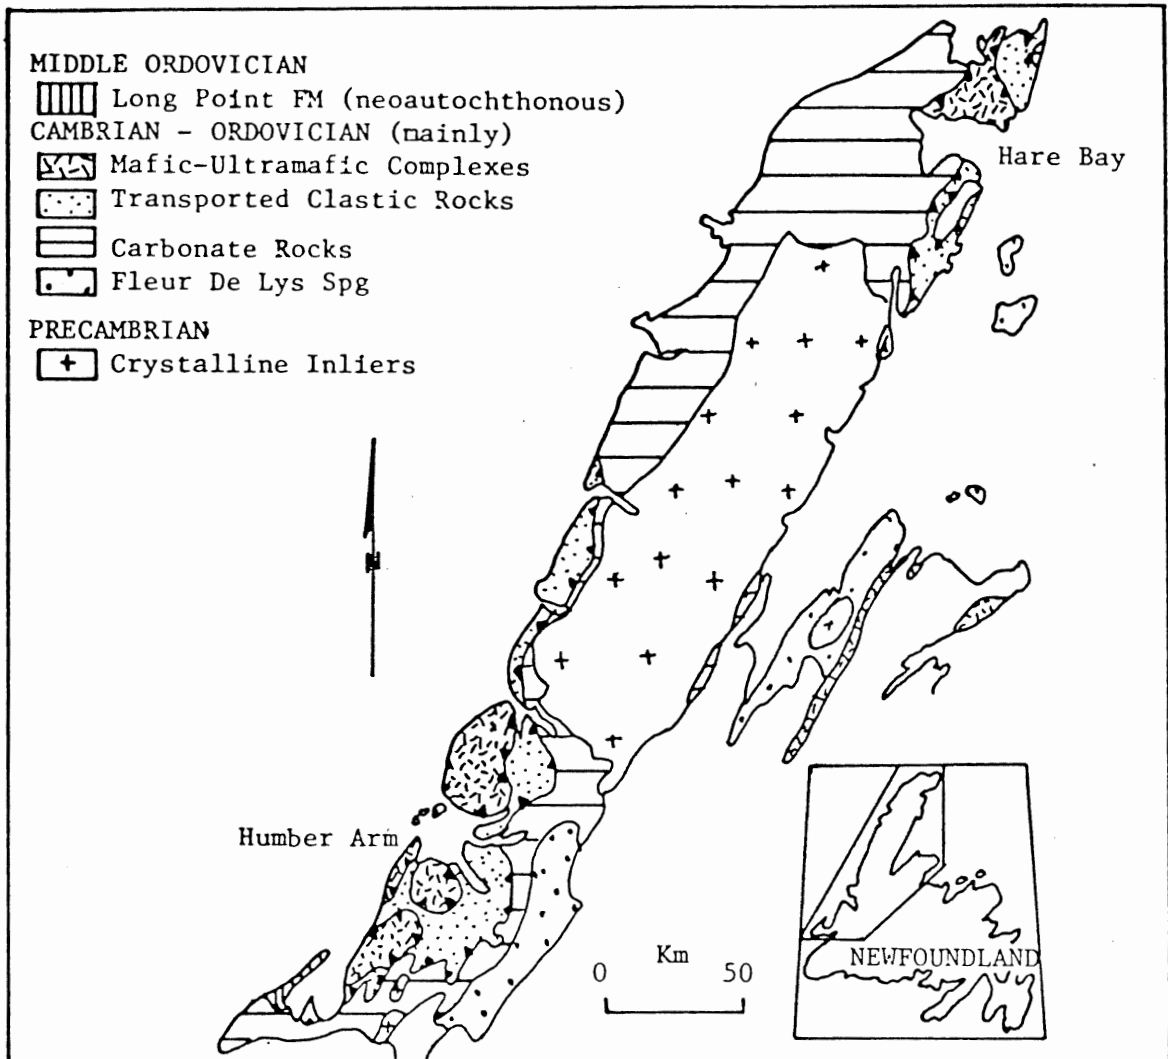 MIDDLE ORDOVICIAN
Long Point FM (neoautochthonous)
CAMBRIAN - ORDOVICIAN (mainly)
Mafic-Ultramafic Complexes
Transported Clastic Rocks
Carbonate Rocks
Fleur De Lys Spg
PRECAMBRIAN
+ Crystalline Inliers
Hare Bay
N
Humber Arm
Km
0 50
NEWFOUNDLAND